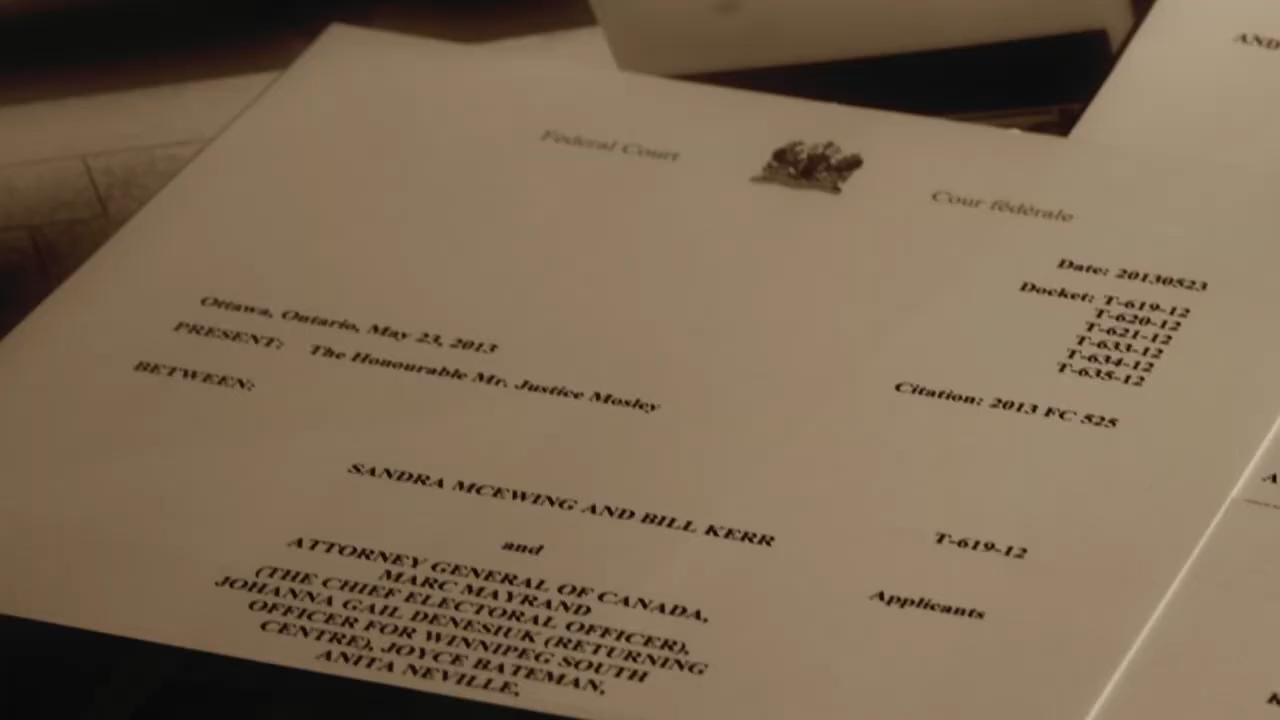 Federal Court
Cour fédérale
Date: 20130523
Docket: T-619-12
T-620-12
T-621-12
T-633-12
T-634-12
T-635-12
Citation: 2013 FC 525
Ottawa, Ontario, May 23, 2013
PRESENT: The Honourable Mr. Justice Mosley
BETWEEN:
SANDRA MCEWING AND BILL KERR
T-619-12
Applicants
and
ATTORNEY GENERAL OF CANADA,
MARC MAYRAND
(THE CHIEF ELECTORAL OFFICER),
JOHANNA GAIL DENESIUK (RETURNING
OFFICER FOR WINNIPEG SOUTH
CENTRE), JOYCE BATEMAN,
ANITA NEVILLE,